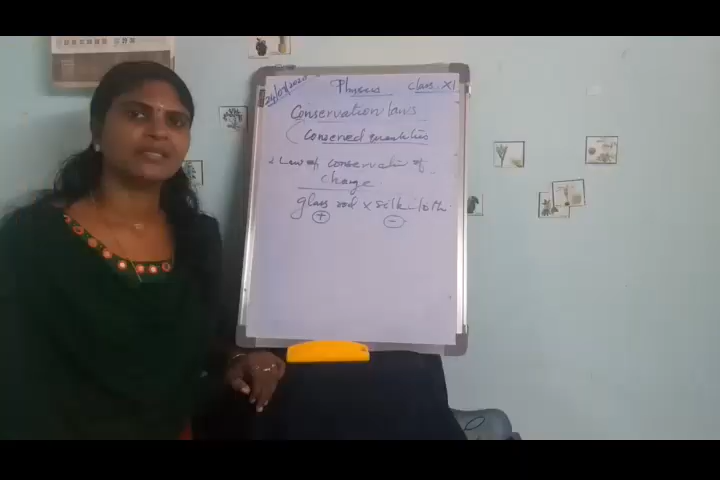 Physics class XI
Conservation laws
(conserved quantities
Law of conservation of
charge
glass rod x silk cloth
+ -